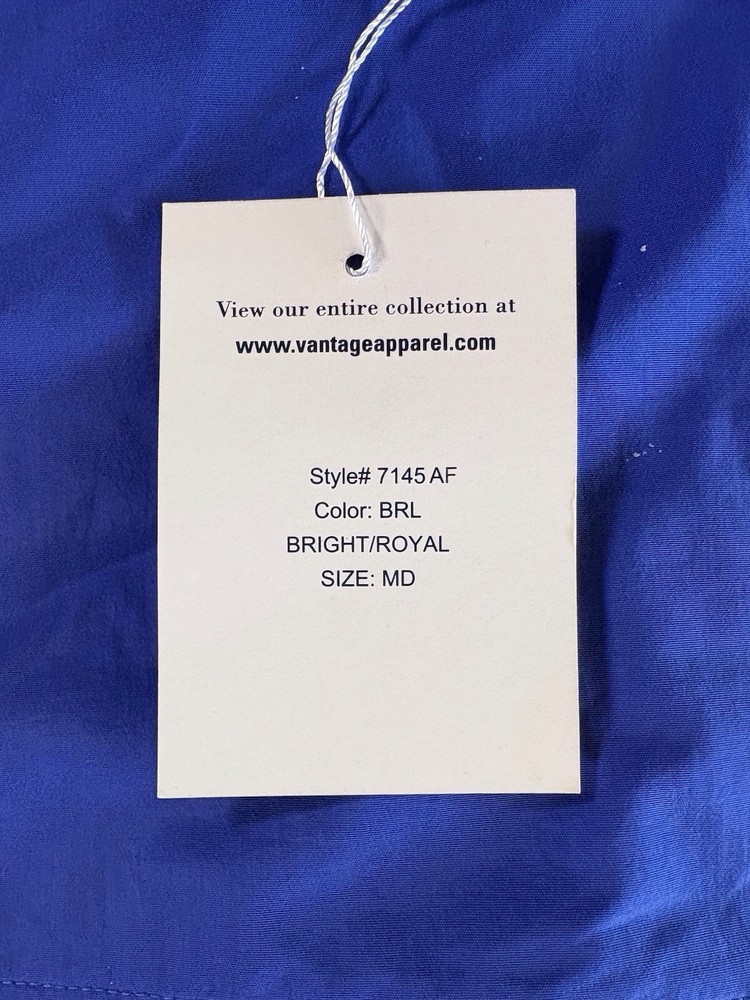 View our entire collection at
www.vantageapparel.com
Style# 7145 AF
Color: BRL
BRIGHT/ROYAL
SIZE: MD